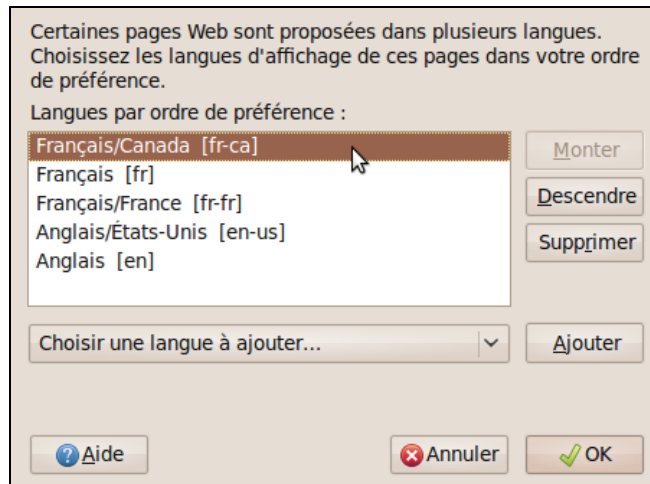 Certaines pages Web sont proposées dans plusieurs langues.
Choisissez les langues d'affichage de ces pages dans votre ordre
de préférence.
Langues par ordre de préférence :
Français/Canada [fr-ca]
Français [fr]
Français/France [fr-fr]
Anglais/États-Unis [en-us]
Anglais [en]
Monter
Descendre
Supprimer
Choisir une langue à ajouter...
Ajouter
Aide
Annuler
OK